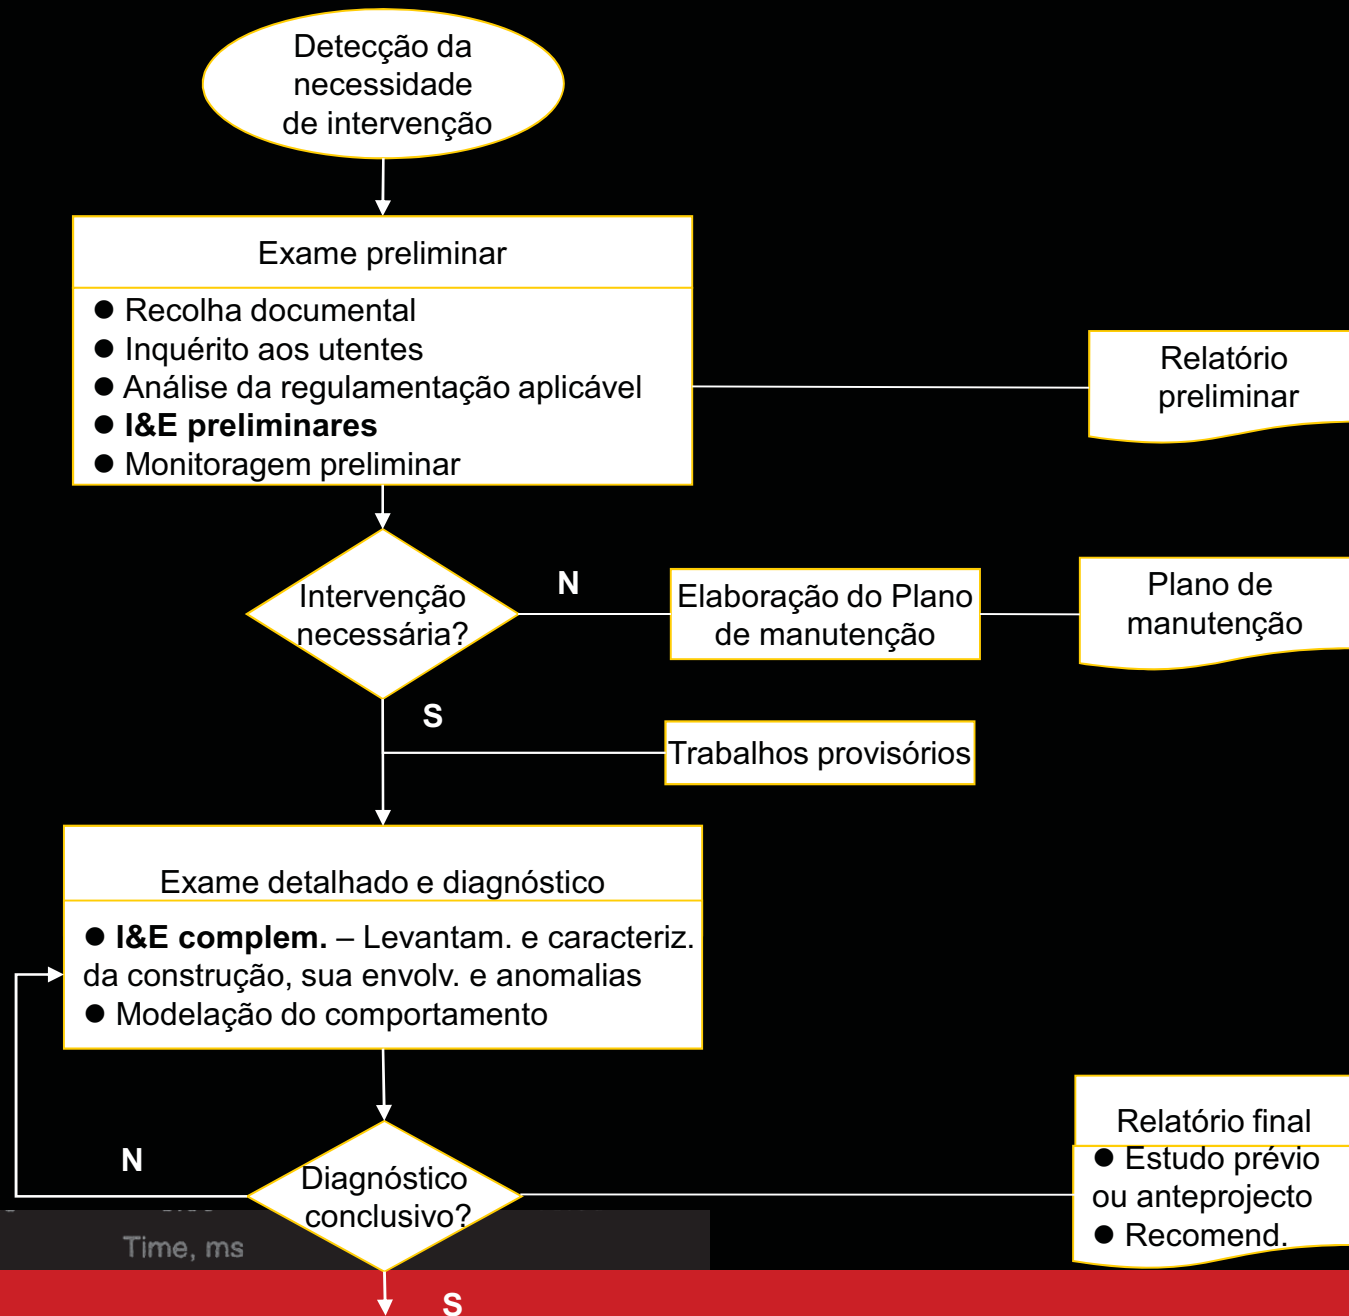 Detecção da
necessidade
de intervenção
Exame preliminar
● Recolha documental
● Inquérito aos utentes
● Análise da regulamentação aplicável
● I&E preliminares
● Monitoragem preliminar
Relatório
preliminar
Intervenção
necessária?
N
Elaboração do Plano
de manutenção
Plano de
manutenção
S
Trabalhos provisórios
Exame detalhado e diagnóstico
● I&E complem. – Levantam. e caracteriz.
da construção, sua envolv. e anomalias
● Modelação do comportamento
N
Diagnóstico
conclusivo?
Relatório final
● Estudo prévio
ou anteprojecto
● Recomend.
Time, ms
S